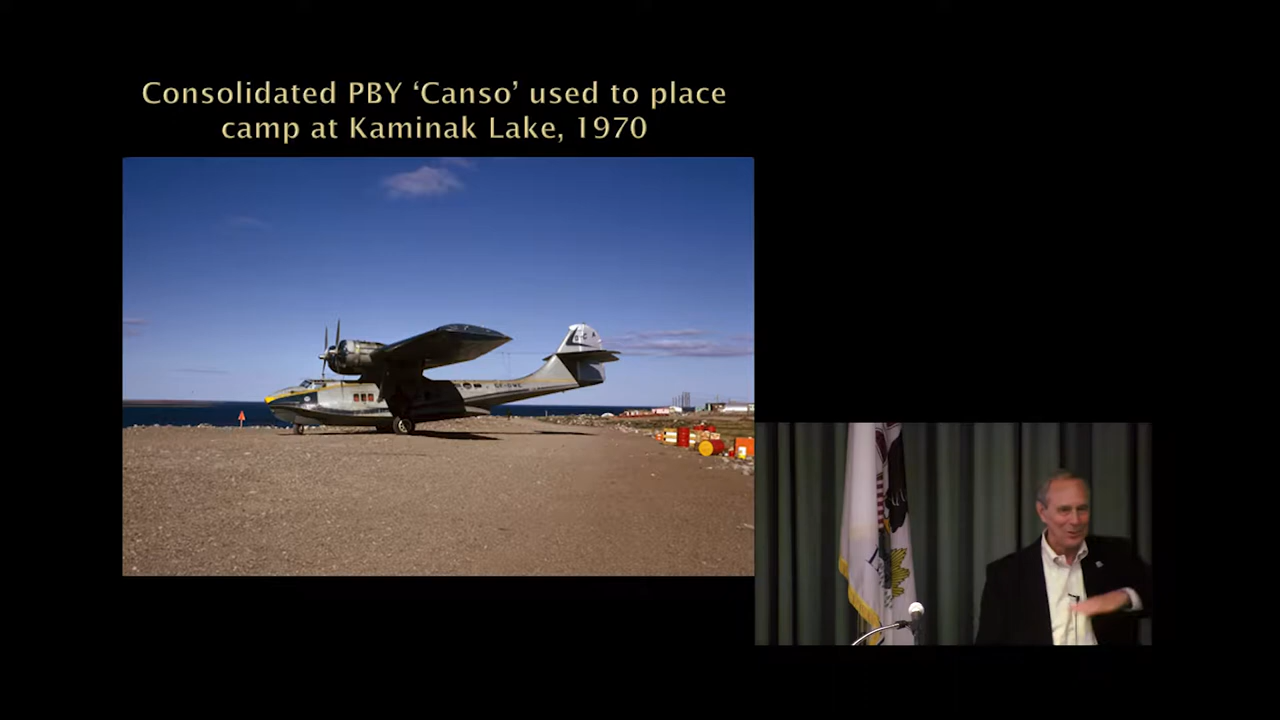 Consolidated PBY ‘Canso’ used to place
camp at Kaminak Lake, 1970